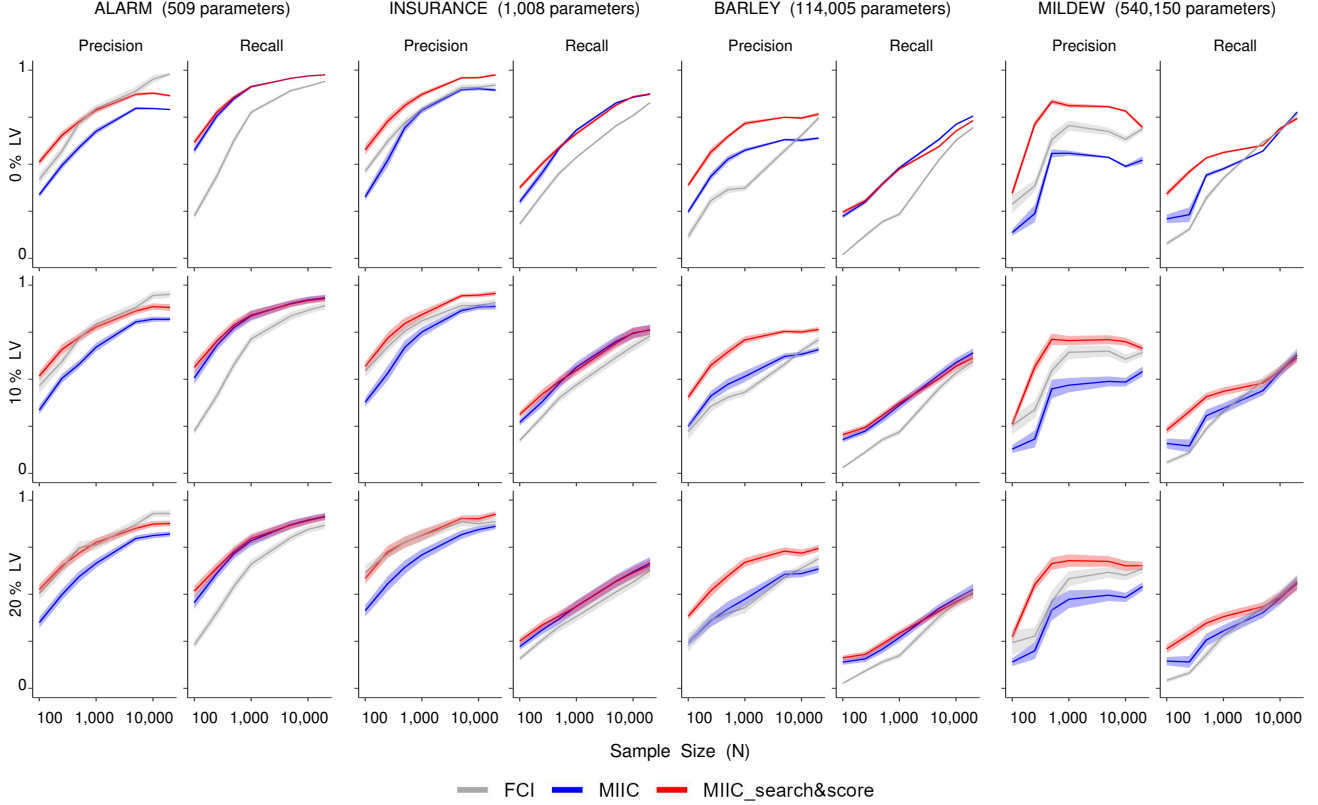 ALARM (509 parameters) INSURANCE (1,008 parameters) BARLEY (114,005 parameters) MILDEW (540,150 parameters)
Precision Recall Precision Recall Precision Recall Precision Recall
1
0 % LV
0
1
10 % LV
0
1
20 % LV
0
100 1,000 10,000 100 1,000 10,000 100 1,000 10,000 100 1,000 10,000 100 1,000 10,000 100 1,000 10,000 100 1,000 10,000 100 1,000 10,000
Sample Size (N)
FCI MIIC MIIC_search&score